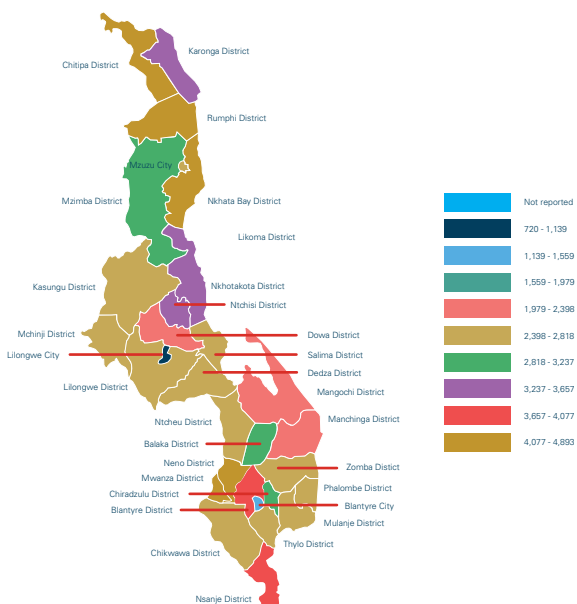 Karonga District
Chitipa District
Rumphi District
Mzuzu City
Mzimba District
Nkhata Bay District
Likoma District
Kasungu District
Nkhotakota District
Ntchisi District
Mchinji District
Dowa District
Lilongwe City
Salima District
Dedza District
Lilongwe District
Mangochi District
Ntcheu District
Manchinga District
Balaka District
Neno District
Zomba Distict
Mwanza District
Phalombe District
Chiradzulu District
Blantyre City
Blantyre District
Mulanje District
Thylo District
Chikwawa District
Nsanje District
Not reported
720 - 1,139
1,139 - 1,559
1,559 - 1,979
1,979 - 2,398
2,398 - 2,818
2,818 - 3,237
3,237 - 3,657
3,657 - 4,077
4,077 - 4,893